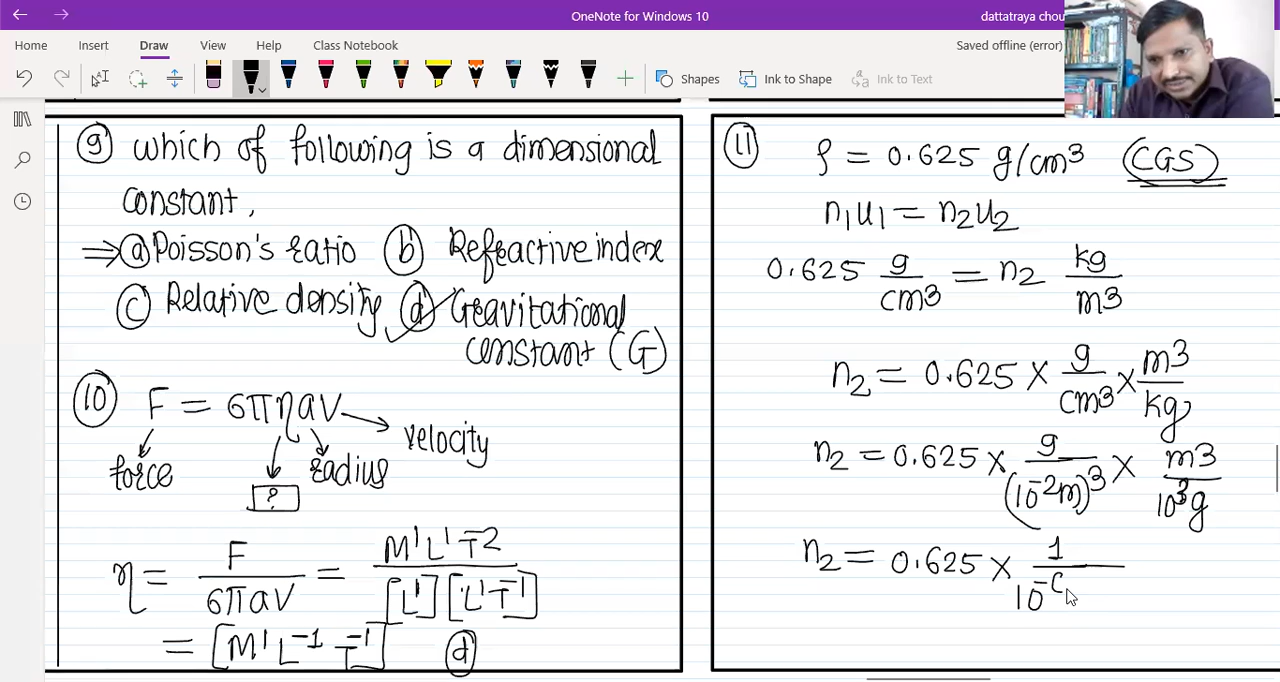 OneNote for Windows 10
dattatraya chou
Home Insert Draw View Help Class Notebook
Saved offline (error)
Shapes Ink to Shape Ink to Text
9 which of following is a dimensional
constant,
⇒ a Poisson's ratio b Refractive index
c Relative density d Gravitational
constant (G)
10 F = 6πηav → velocity
force radius
?
η = F / 6πav = M¹L¹T⁻² / [L¹] [L¹T⁻¹]
= [M¹L⁻¹T⁻¹] d
11 ρ = 0.625 g/cm³ (CGS)
n₁u₁ = n₂u₂
0.625 g/cm³ = n₂ kg/m³
n₂ = 0.625 × g/cm³ × m³/kg
n₂ = 0.625 × g/(10⁻²m)³ × m³/10³g
n₂ = 0.625 × 1/10⁻